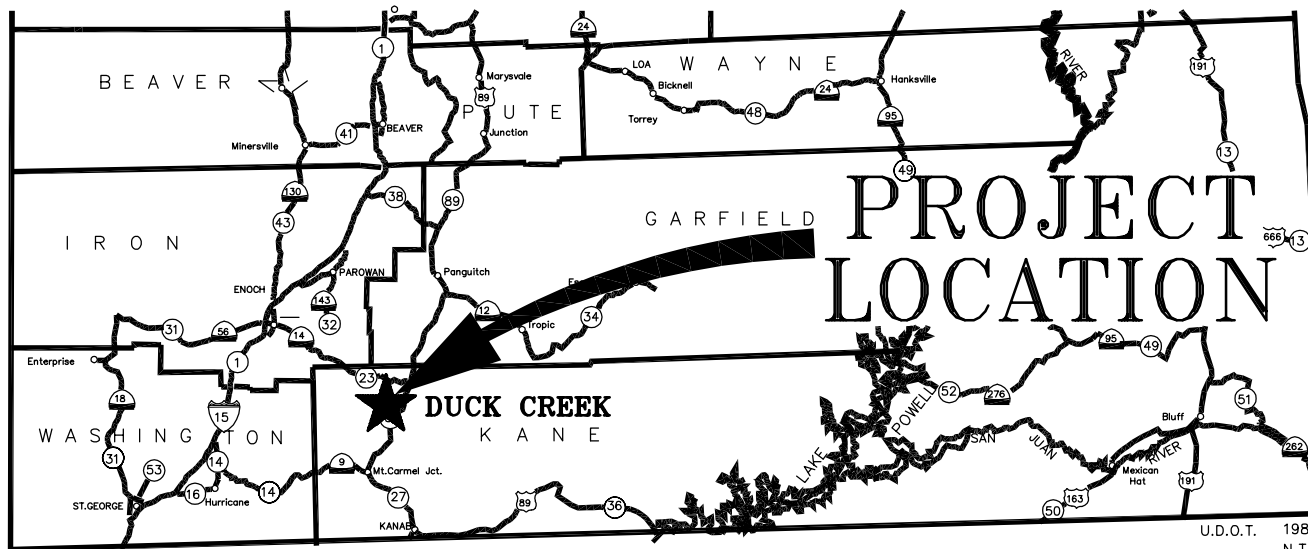 24
1
RIVER
LOA
W A Y N E
191
BEAVER
Marysvale
Hanksville
Bicknell
24
89
PIUTE
48
95
Torrey
41
BEAVER
Junction
Minersville
13
49
130
38
89
PROJECT
43
GARFIELD
666
13
IRON
LOCATION
PAROWAN
Panguitch
ENOCH
143
32
12
34
Tropic
31
56
14
95
49
Enterprise
1
23
52
276
18
15
DUCK CREEK
POWELL
51
Bluff
WASHINGTON
KANE
SAN
JUAN
RIVER
262
31
53
14
9
Mt.Carmel Jct.
LAKE
Mexican
Hat
16
Hurricane
14
27
89
191
163
ST.GEORGE
36
50
KANAB
U.D.O.T.